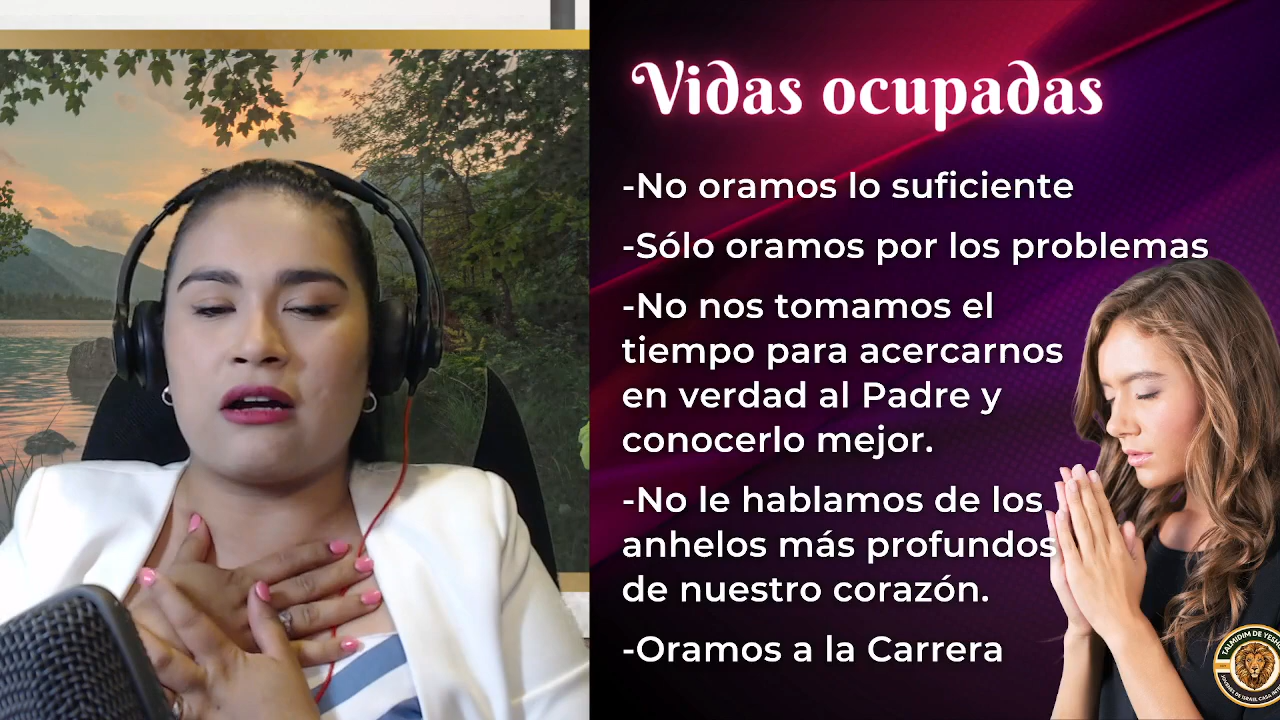 Vidas ocupadas
-No oramos lo suficiente
-Sólo oramos por los problemas
-No nos tomamos el
tiempo para acercarnos
en verdad al Padre y
conocerlo mejor.
-No le hablamos de los
anhelos más profundos
de nuestro corazón.
-Oramos a la Carrera
TALMIDIM DE